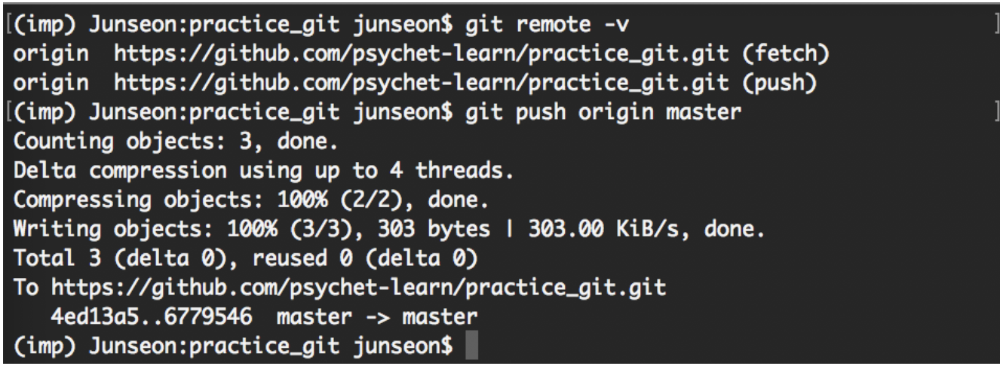 [(imp) Junseon:practice_git junseon$ git remote -v ]
origin  https://github.com/psychet-learn/practice_git.git (fetch)
origin  https://github.com/psychet-learn/practice_git.git (push)
[(imp) Junseon:practice_git junseon$ git push origin master ]
Counting objects: 3, done.
Delta compression using up to 4 threads.
Compressing objects: 100% (2/2), done.
Writing objects: 100% (3/3), 303 bytes | 303.00 KiB/s, done.
Total 3 (delta 0), reused 0 (delta 0)
To https://github.com/psychet-learn/practice_git.git
   4ed13a5..6779546  master -> master
(imp) Junseon:practice_git junseon$